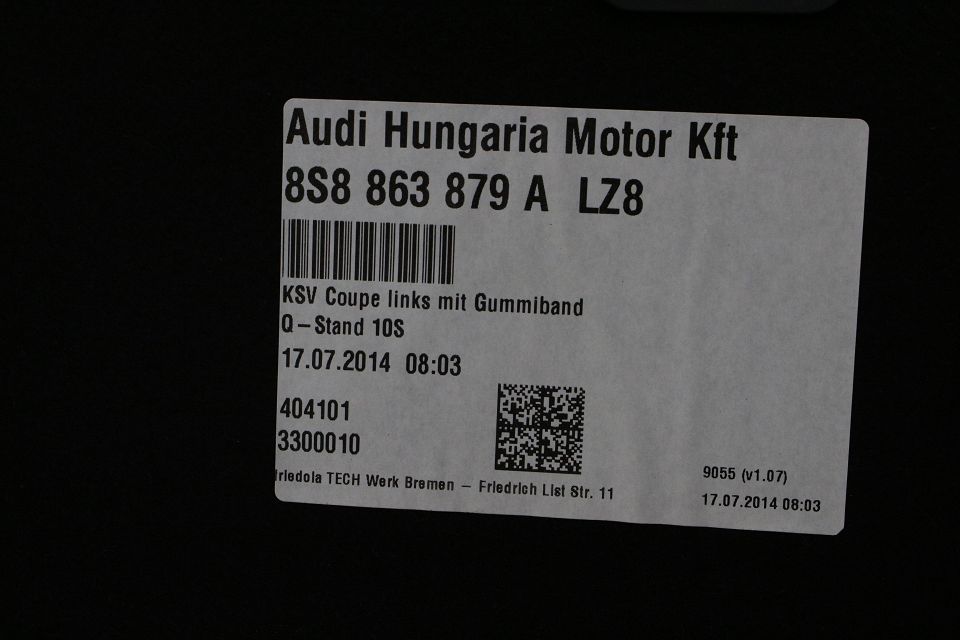 Audi Hungaria Motor Kft
8S8 863 879 A LZ8
KSV Coupe links mit Gummiband
Q-Stand 10S
17.07.2014 08:03
404101
3300010
friedola TECH Werk Bremen - Friedrich List Str. 11
9055 (v1.07)
17.07.2014 08:03